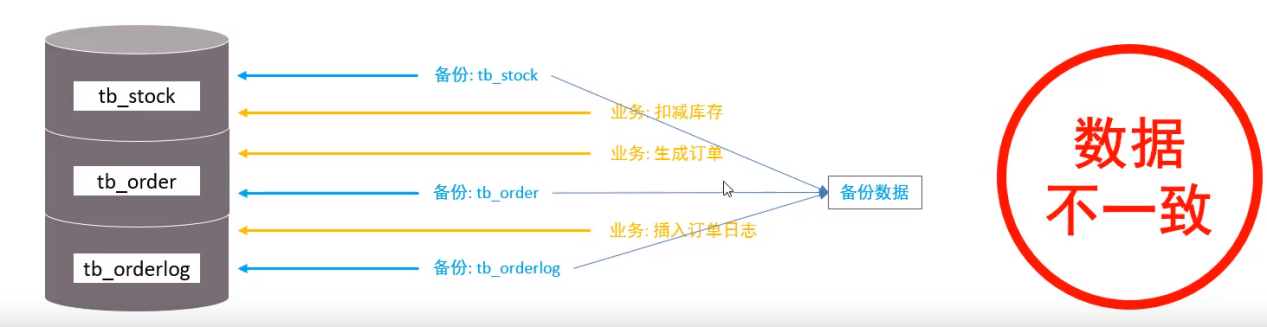 tb_stock
tb_order
tb_orderlog
备份: tb_stock
业务: 扣减库存
业务: 生成订单
备份: tb_order
业务: 插入订单日志
备份: tb_orderlog
备份数据
数据
不一致